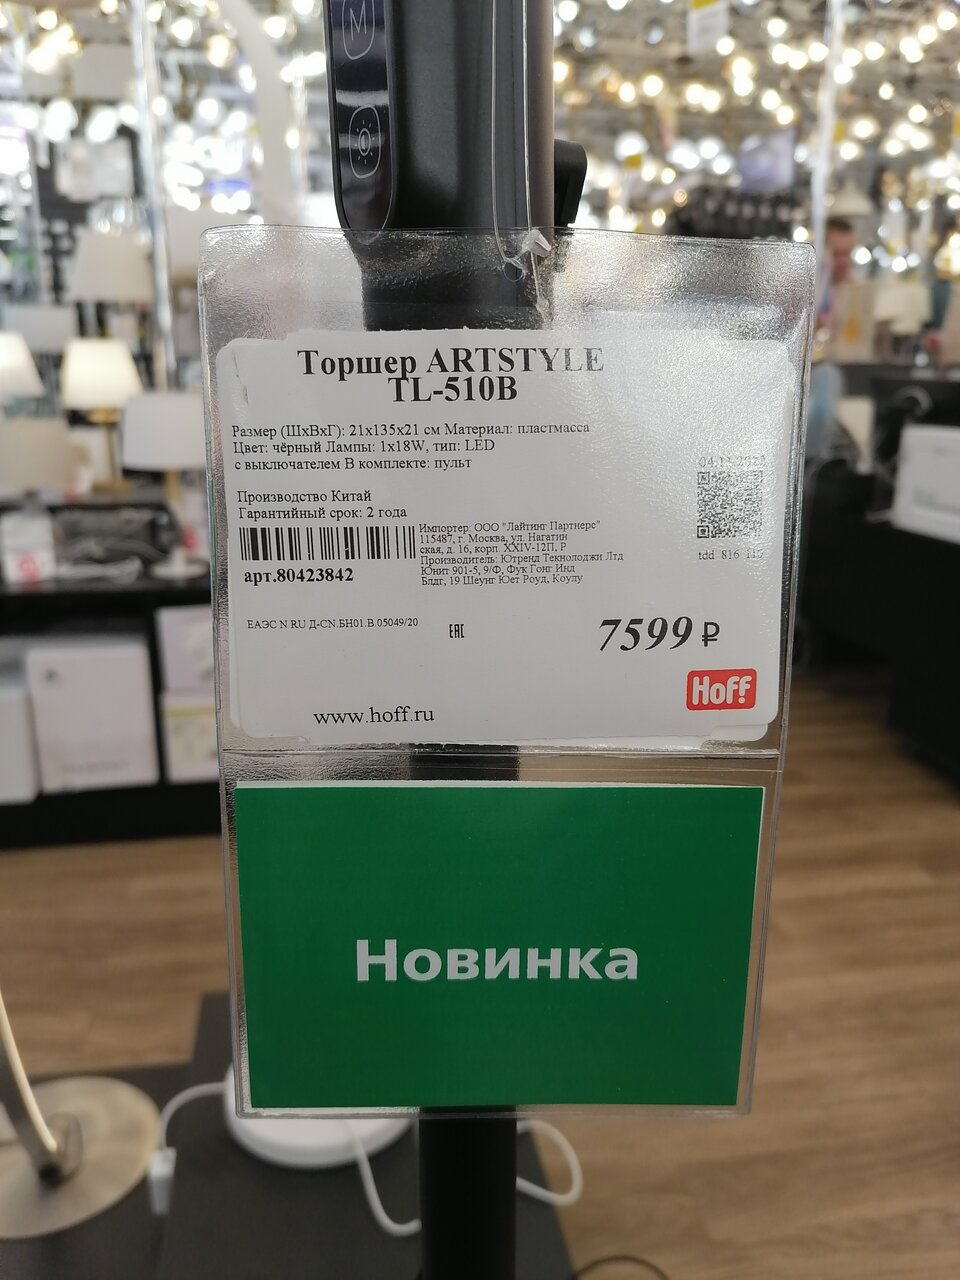 M
Торшер ARTSTYLE
TL-510B
Размер (ШхВхГ): 21x135x21 см Материал: пластмасса
Цвет: чёрный Лампы: 1x18W, тип: LED
с выключателем В комплекте: пульт
Производство Китай
Гарантийный срок: 2 года
арт.80423842
Импортер: ООО "Лайтинг Партнерс"
115487, г. Москва, ул. Нагатин
ская, д. 16, корп. XXIV-12П, Р
Производитель: Ютренд Текнолоджи Лтд
Юнит 901-5, 9/Ф, Фук Гонг Инд
Блдг, 19 Шеунг Юет Роуд, Коулу
tdd 816
ЕАЭС N RU Д-CN.БН01.В.05049/20
EAC
7599 ₽
Hoff
www.hoff.ru
Новинка